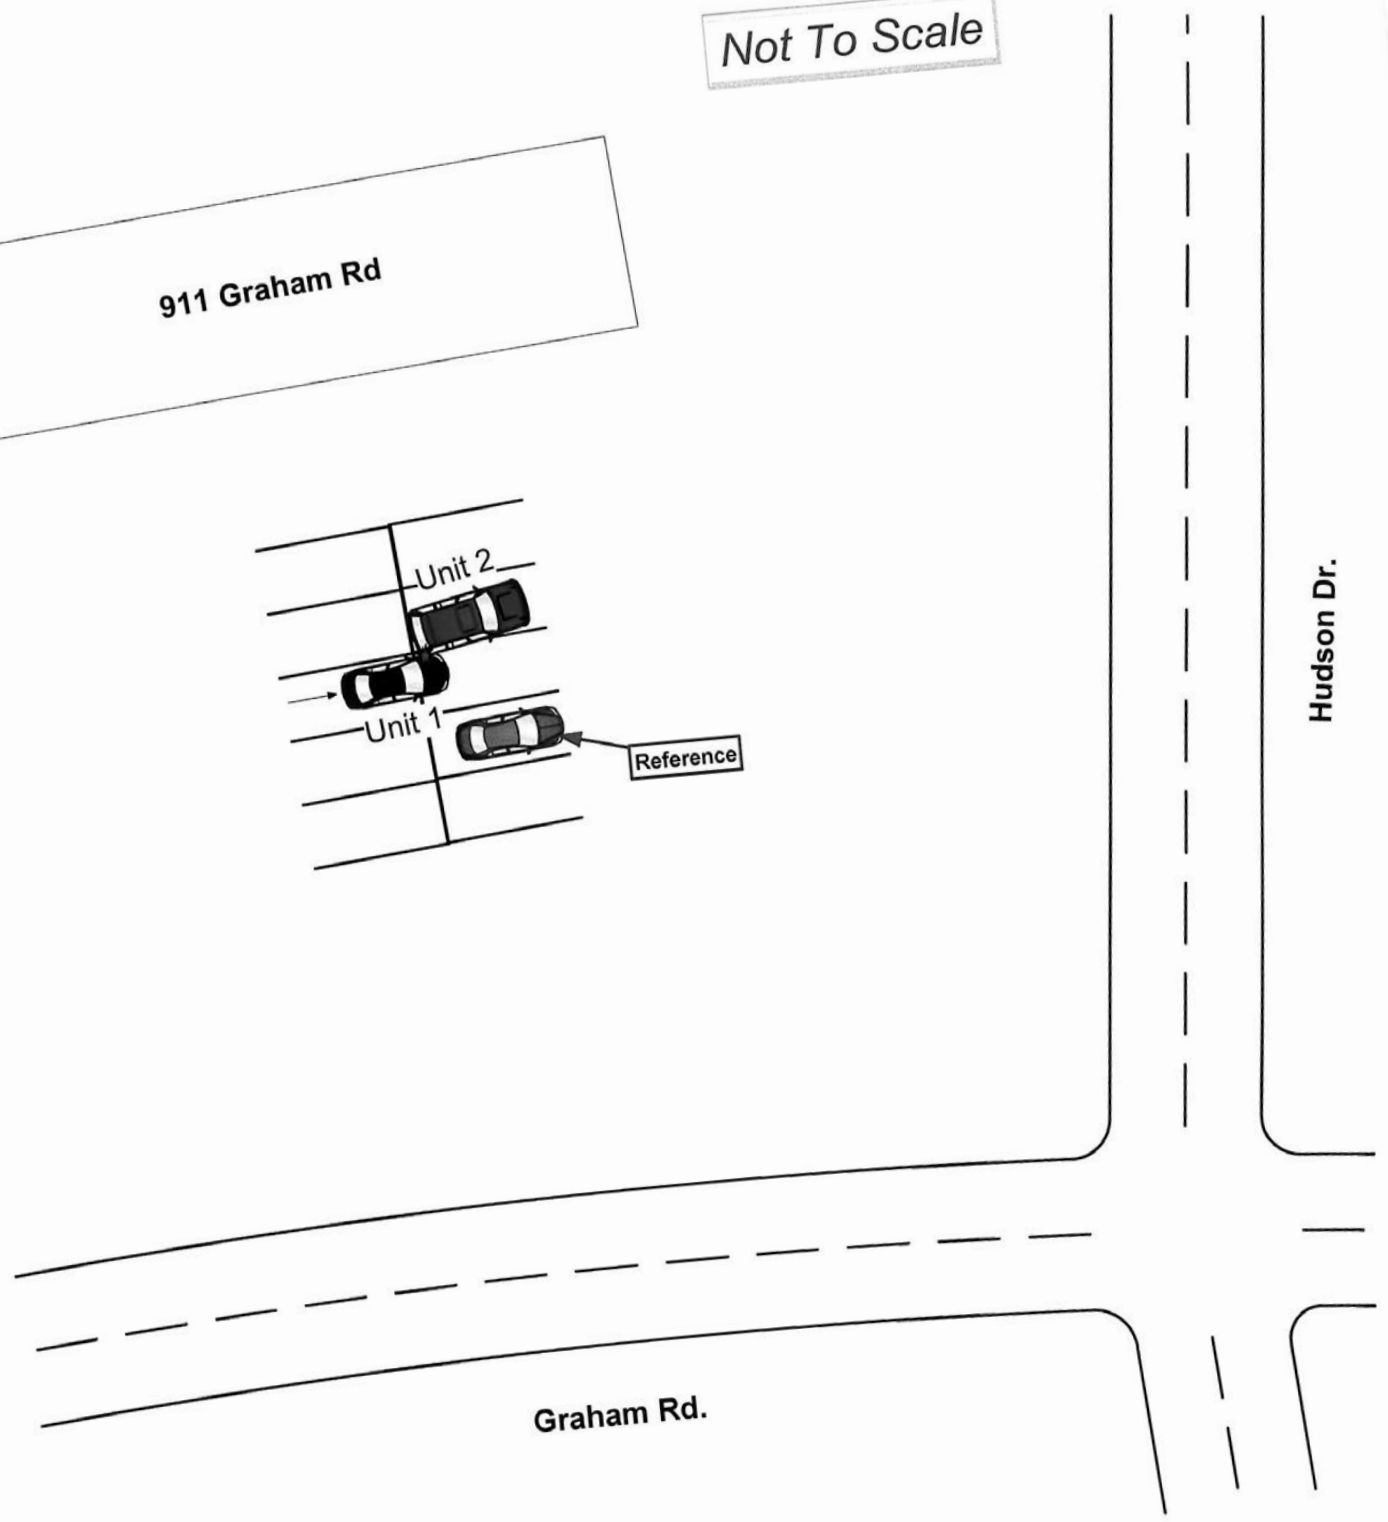 Not To Scale
911 Graham Rd
Unit 2
Unit 1
Reference
Hudson Dr.
Graham Rd.